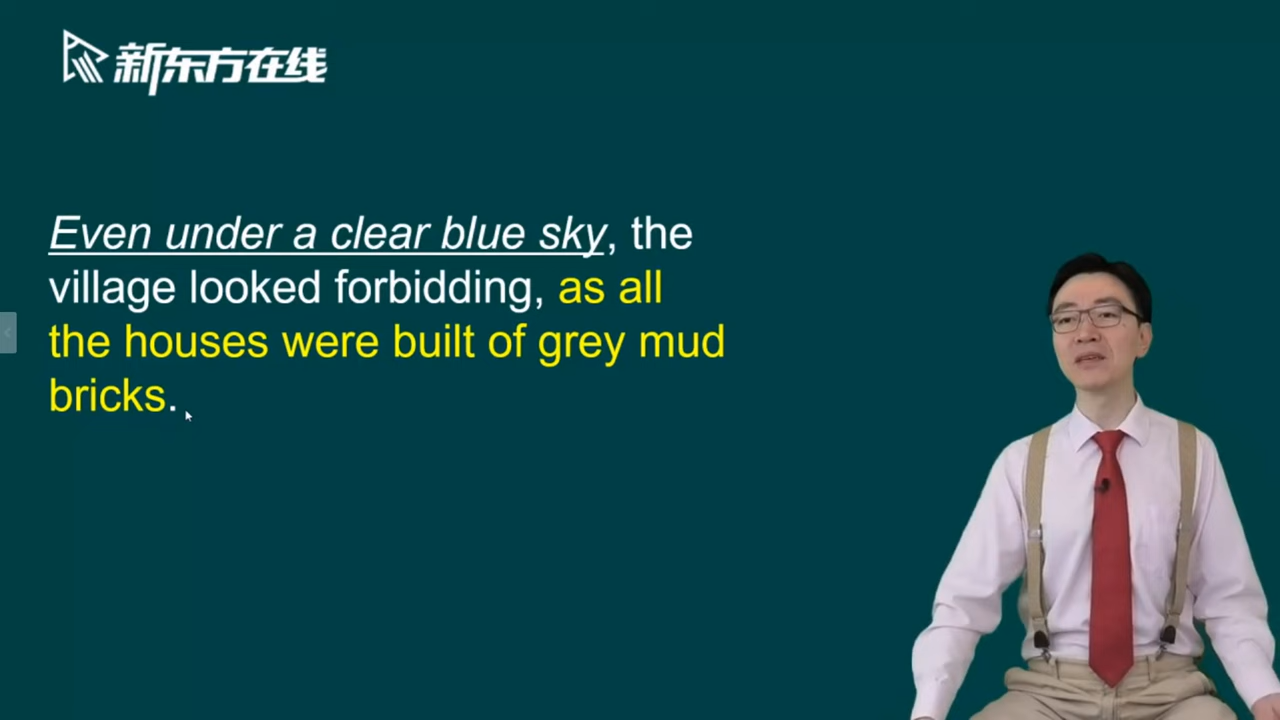 新东方在线
Even under a clear blue sky, the
village looked forbidding, as all
the houses were built of grey mud
bricks.